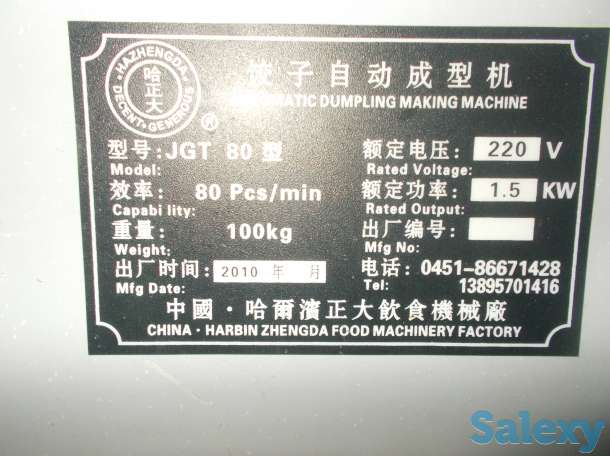 HAZHENGDA
哈正大
DECENT GENEROUS
®
饺子自动成型机
AUTOMATIC DUMPLING MAKING MACHINE
型号: JGT 80 型
Model:
额定电压: 220 V
Rated Voltage:
效率: 80 Pcs/min
Capability:
额定功率: 1.5 KW
Rated Output:
重量: 100kg
Weight:
出厂编号:
Mfg No:
出厂时间: 2010 年 月
Mfg Date:
电话: 0451-86671428
Tel: 13895701416
中國·哈爾濱正大飲食機械廠
CHINA · HARBIN ZHENGDA FOOD MACHINERY FACTORY
Salexy